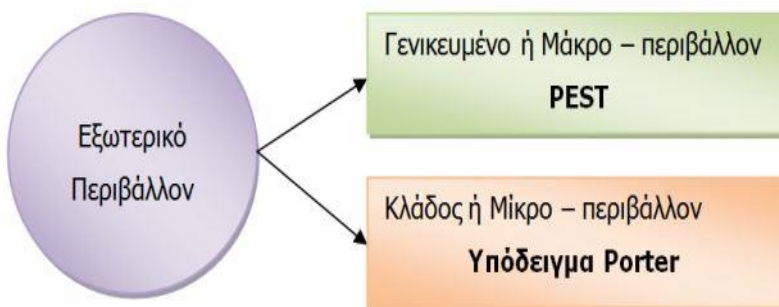 Εξωτερικό
Περιβάλλον
Γενικευμένο ή Μάκρο – περιβάλλον
PEST
Κλάδος ή Μίκρο – περιβάλλον
Υπόδειγμα Porter